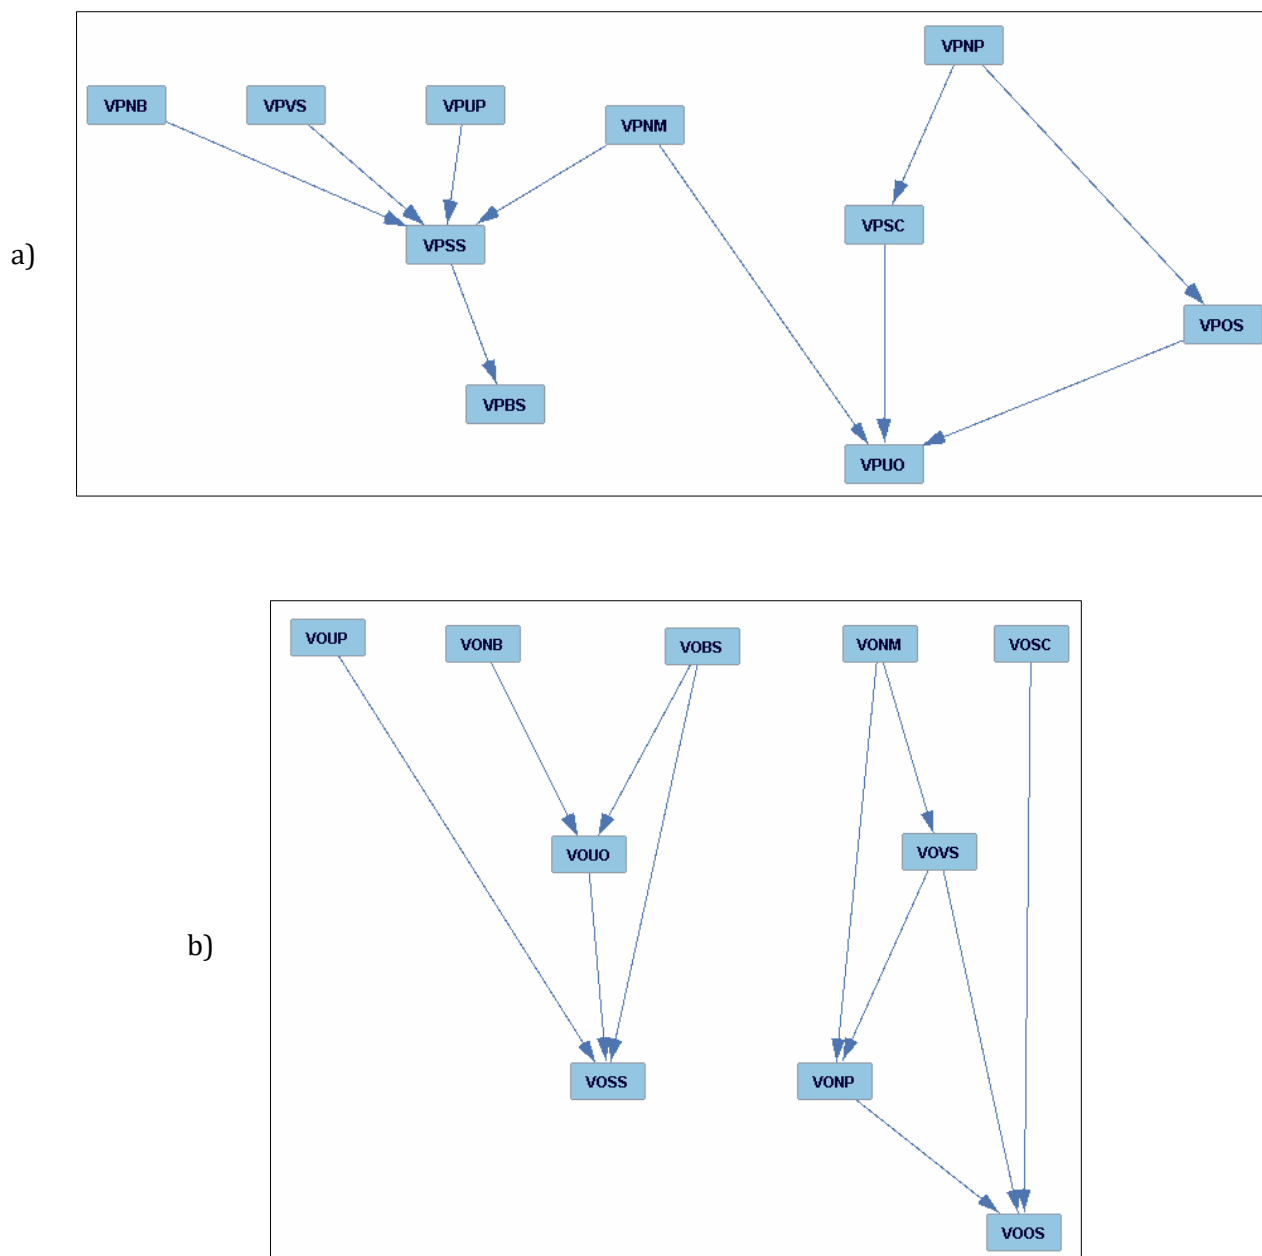 VPNP
VPNB VPVS VPUP
VPNM
VPSC
a) VPSS
VPOS
VPBS
VPUO
VOUP VONB VOBS VONM VOSC
VOUO VOVS
b)
VOSS VONP
VOOS